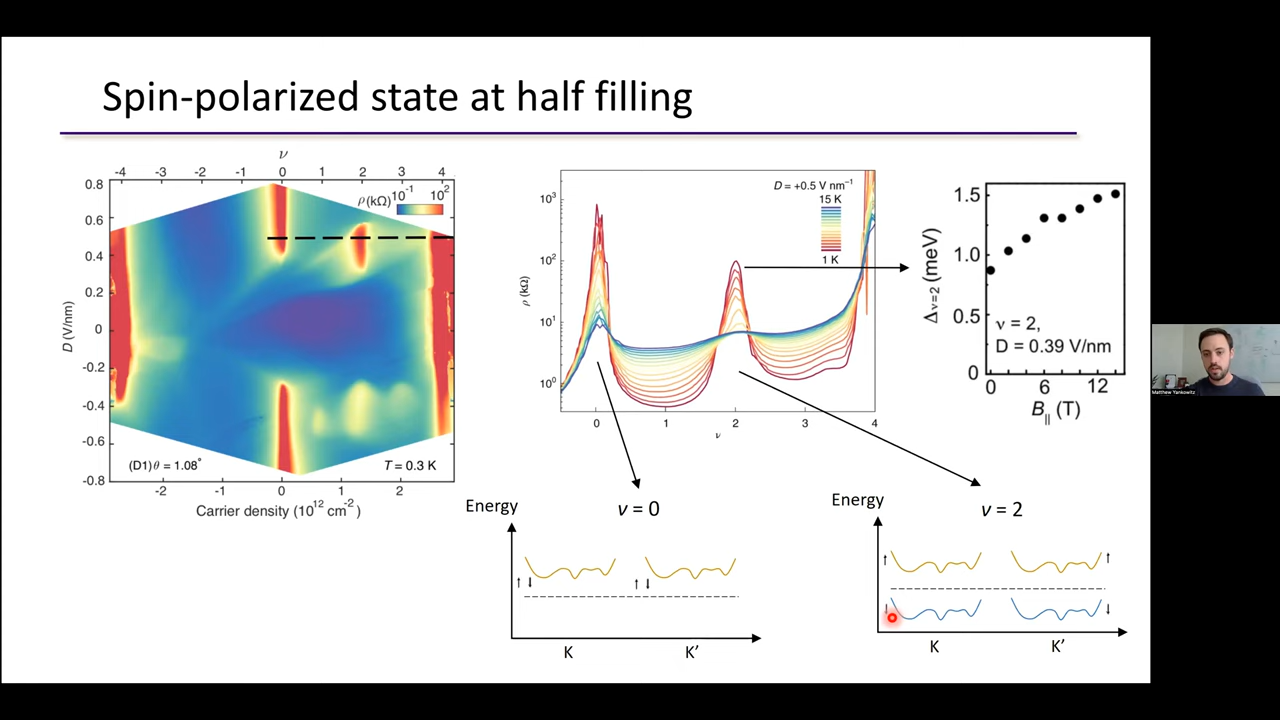 Spin-polarized state at half filling
ν
-4 -3 -2 -1 0 1 2 3 4
ρ(kΩ) 10⁻¹ 10²
0.8
0.6
0.4
0.2
0
-0.2
-0.4
-0.6
-0.8
D (V/nm)
(D1) θ = 1.08° T = 0.3 K
-2 -1 0 1 2
Carrier density (10¹² cm⁻²)
D = +0.5 V nm⁻¹
15 K
1 K
10³
10²
10¹
10⁰
ρ (kΩ)
0 1 2 3 4
ν
1.5
1.0
0.5
0
Δν=2 (meV)
ν = 2,
D = 0.39 V/nm
0 6 12
B|| (T)
Energy
ν = 0
↑ ↓ ↑ ↓
K K’
Energy
ν = 2
↑ ↑
↓ ↓
K K’
Matthew Yankowitz